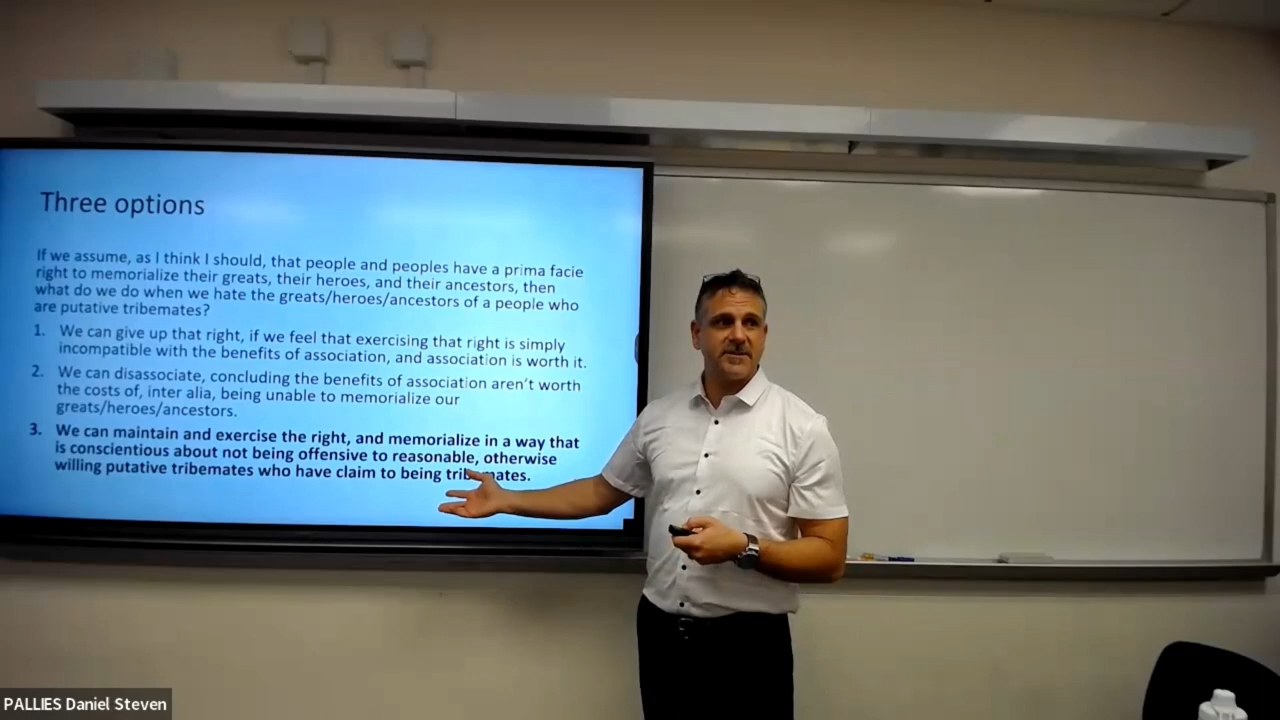 Three options
If we assume, as I think I should, that people and peoples have a prima facie
right to memorialize their greats, their heroes, and their ancestors, then
what do we do when we hate the greats/heroes/ancestors of a people who
are putative tribemates?
1. We can give up that right, if we feel that exercising that right is simply
incompatible with the benefits of association, and association is worth it.
2. We can disassociate, concluding the benefits of association aren't worth
the costs of, inter alia, being unable to memorialize our
greats/heroes/ancestors.
3. We can maintain and exercise the right, and memorialize in a way that
is conscientious about not being offensive to reasonable, otherwise
willing putative tribemates who have claim to being tribemates.
PALLIES Daniel Steven